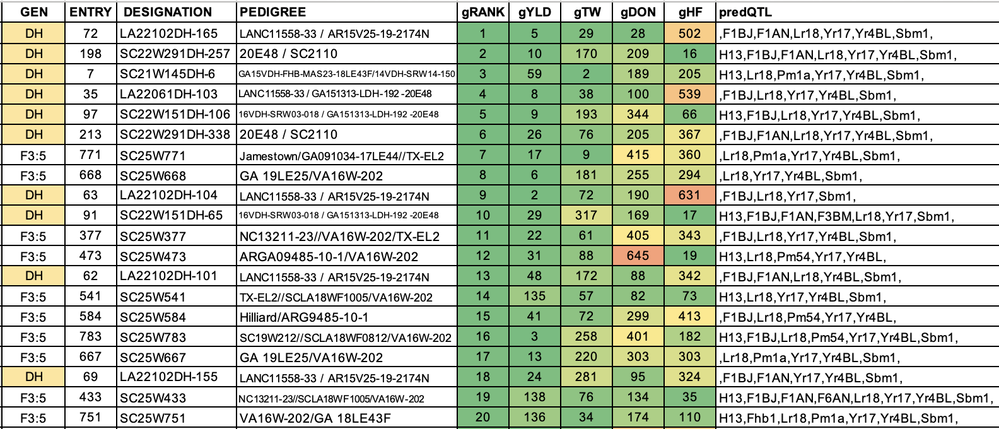 GEN ENTRY DESIGNATION PEDIGREE gRANK gYLD gTW gDON gHF predQTL
DH 72 LA22102DH-165 LANC11558-33 / AR15V25-19-2174N 1 5 29 28 502 ,F1BJ,F1AN,Lr18,Yr17,Yr4BL,Sbm1,
DH 198 SC22W291DH-257 20E48 / SC2110 2 10 170 209 16 H13,F1BJ,F1AN,Lr18,Yr17,Yr4BL,Sbm1,
DH 7 SC21W145DH-6 GA15VDH-FHB-MAS23-18LE43F/14VDH-SRW14-150 3 59 2 189 205 H13,Lr18,Pm1a,Yr17,Yr4BL,Sbm1,
DH 35 LA22061DH-103 LANC11558-33 / GA151313-LDH-192 -20E48 4 8 38 100 539 ,F1BJ,Lr18,Yr17,Yr4BL,Sbm1,
DH 97 SC22W151DH-106 16VDH-SRW03-018 / GA151313-LDH-192 -20E48 5 9 193 344 66 H13,F1BJ,Lr18,Yr17,Yr4BL,Sbm1,
DH 213 SC22W291DH-338 20E48 / SC2110 6 26 76 205 367 ,F1BJ,F1AN,Lr18,Yr17,Yr4BL,Sbm1,
F3:5 771 SC25W771 Jamestown/GA091034-17LE44//TX-EL2 7 17 9 415 360 ,Lr18,Pm1a,Yr17,Yr4BL,Sbm1,
F3:5 668 SC25W668 GA 19LE25/VA16W-202 8 6 181 255 294 ,Lr18,Yr17,Yr4BL,Sbm1,
DH 63 LA22102DH-104 LANC11558-33 / AR15V25-19-2174N 9 2 72 190 631 ,F1BJ,Lr18,Yr17,Sbm1,
DH 91 SC22W151DH-65 16VDH-SRW03-018 / GA151313-LDH-192 -20E48 10 29 317 169 17 H13,F1BJ,F1AN,F3BM,Lr18,Yr17,Sbm1,
F3:5 377 SC25W377 NC13211-23//VA16W-202/TX-EL2 11 22 61 405 343 ,F1BJ,Lr18,Yr17,Yr4BL,Sbm1,
F3:5 473 SC25W473 ARGA09485-10-1/VA16W-202 12 31 88 645 19 H13,Lr18,Pm54,Yr17,Yr4BL,
DH 62 LA22102DH-101 LANC11558-33 / AR15V25-19-2174N 13 48 172 88 342 ,F1BJ,F1AN,Lr18,Yr4BL,Sbm1,
F3:5 541 SC25W541 TX-EL2//SCLA18WF1005/VA16W-202 14 135 57 82 73 H13,Lr18,Yr17,Yr4BL,Sbm1,
F3:5 584 SC25W584 Hilliard/ARG9485-10-1 15 41 72 299 413 ,F1BJ,Lr18,Pm54,Yr17,Yr4BL,
F3:5 783 SC25W783 SC19W212//SCLA18WF0812/VA16W-202 16 3 258 401 182 H13,F1BJ,Lr18,Pm54,Yr17,Yr4BL,Sbm1,
F3:5 667 SC25W667 GA 19LE25/VA16W-202 17 13 220 303 303 ,Lr18,Pm1a,Yr17,Yr4BL,Sbm1,
DH 69 LA22102DH-155 LANC11558-33 / AR15V25-19-2174N 18 24 281 95 324 ,F1BJ,F1AN,Yr17,Yr4BL,Sbm1,
F3:5 433 SC25W433 NC13211-23//SCLA18WF1005/VA16W-202 19 138 76 134 35 H13,F1BJ,F1AN,F6AN,Lr18,Yr17,Yr4BL,Sbm1,
F3:5 751 SC25W751 VA16W-202/GA 18LE43F 20 136 34 174 110 H13,Fhb1,Lr18,Pm1a,Yr17,Yr4BL,Sbm1,